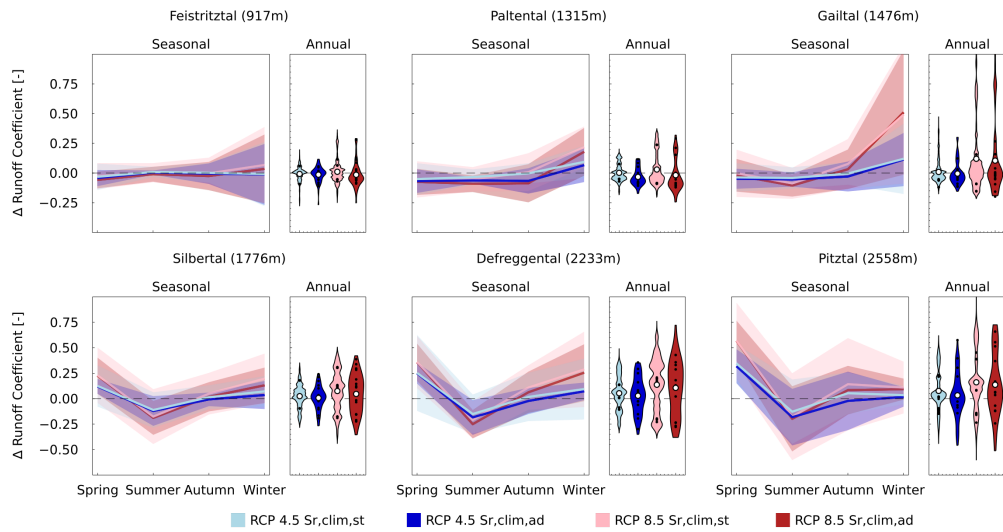 Feistritztal (917m)
Paltental (1315m)
Gailtal (1476m)
Seasonal
Annual
Seasonal
Annual
Seasonal
Annual
Δ Runoff Coefficient [-]
0.75
0.50
0.25
0.00
−0.25
Silbertal (1776m)
Defreggental (2233m)
Pitztal (2558m)
Seasonal
Annual
Seasonal
Annual
Seasonal
Annual
Δ Runoff Coefficient [-]
0.75
0.50
0.25
0.00
−0.25
−0.50
Spring Summer Autumn Winter
Spring Summer Autumn Winter
Spring Summer Autumn Winter
RCP 4.5 Sr,clim,st
RCP 4.5 Sr,clim,ad
RCP 8.5 Sr,clim,st
RCP 8.5 Sr,clim,ad